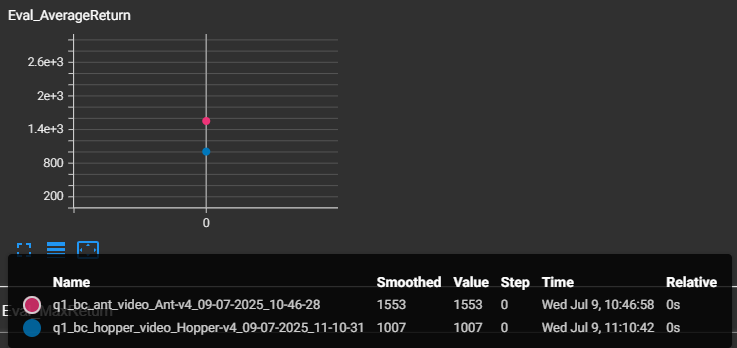 Eval_AverageReturn
2.6e+3
2e+3
1.4e+3
800
200
0
Name Smoothed Value Step Time Relative
q1_bc_ant_video_Ant-v4_09-07-2025_10-46-28 1553 1553 0 Wed Jul 9, 10:46:58 0s
Eval_MaxReturn
q1_bc_hopper_video_Hopper-v4_09-07-2025_11-10-31 1007 1007 0 Wed Jul 9, 11:10:42 0s